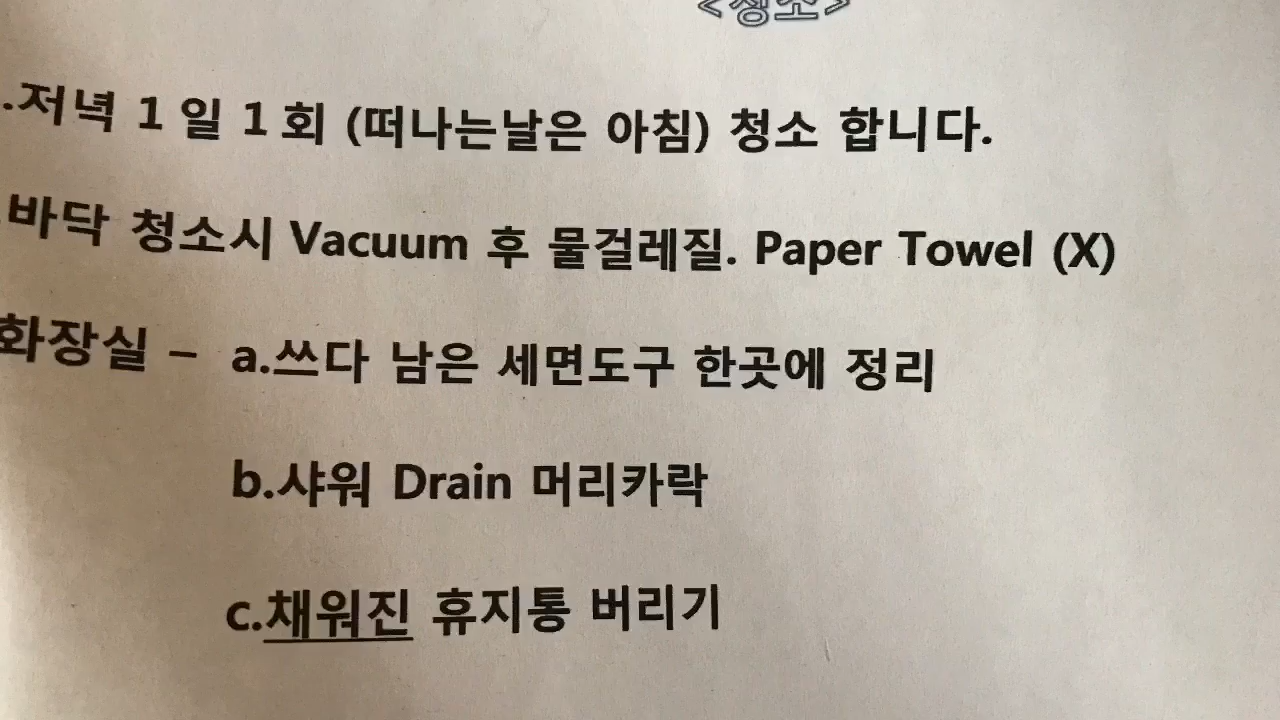 <청소>
.저녁 1 일 1 회 (떠나는날은 아침) 청소 합니다.
.바닥 청소시 Vacuum 후 물걸레질. Paper Towel (X)
화장실 – a.쓰다 남은 세면도구 한곳에 정리
b.샤워 Drain 머리카락
c.채워진 휴지통 버리기